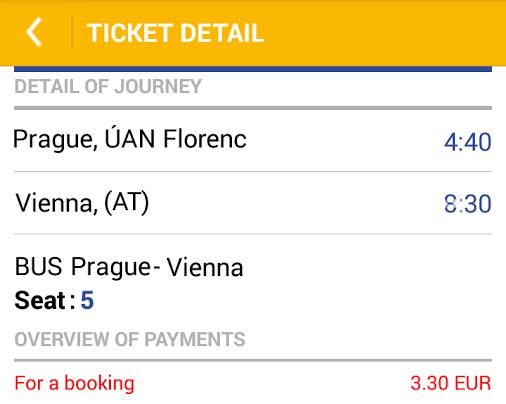 TICKET DETAIL
DETAIL OF JOURNEY
Prague, ÚAN Florenc 4:40
Vienna, (AT) 8:30
BUS Prague- Vienna
Seat: 5
OVERVIEW OF PAYMENTS
For a booking 3.30 EUR